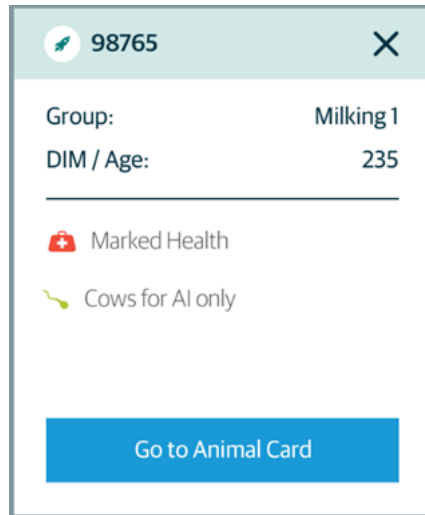 98765
Group: Milking 1
DIM / Age: 235
Marked Health
Cows for AI only
Go to Animal Card